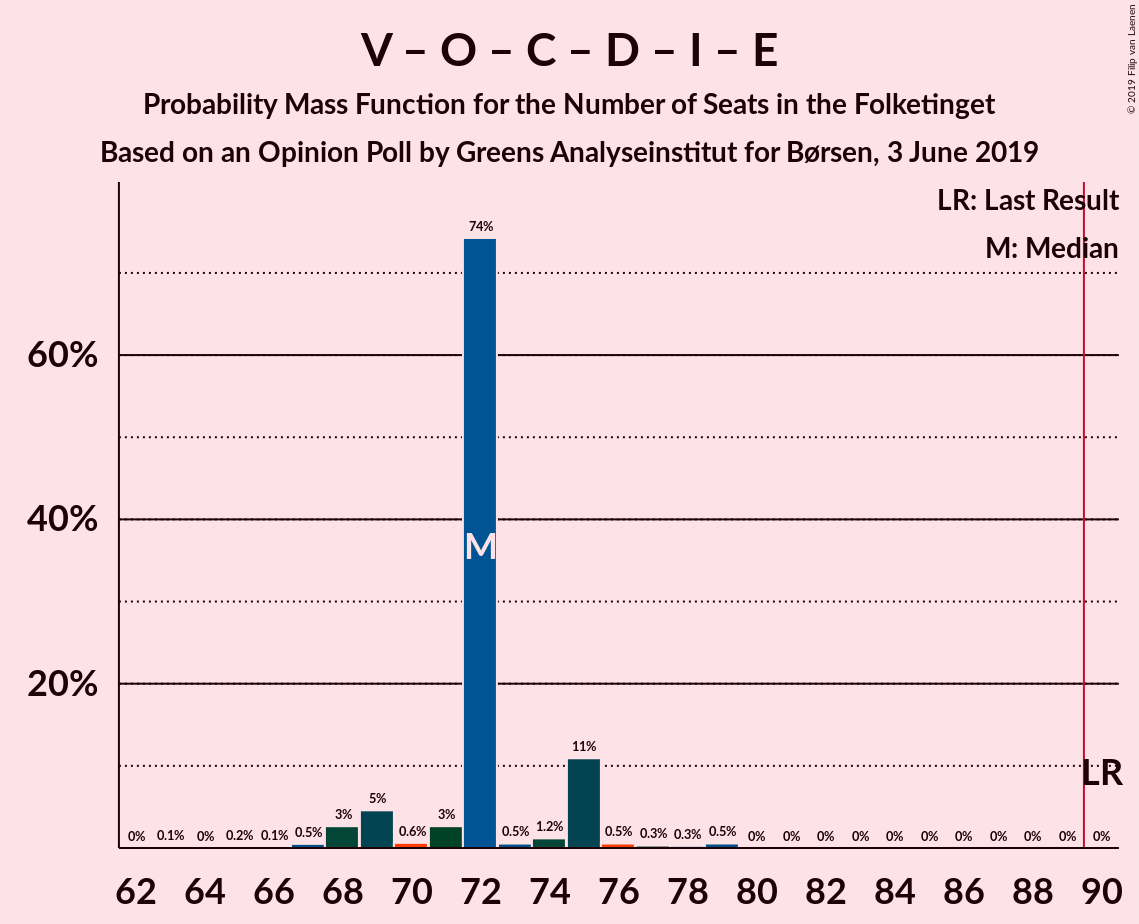 V – O – C – D – I – E
Probability Mass Function for the Number of Seats in the Folketinget
Based on an Opinion Poll by Greens Analyseinstitut for Børsen, 3 June 2019
© 2019 Filip van Laenen
LR: Last Result
M: Median
60%
40%
20%
0% 0.1% 0% 0.2% 0.1% 0.5% 3% 5% 0.6% 3% 74% 0.5% 1.2% 11% 0.5% 0.3% 0.3% 0.5% 0% 0% 0% 0% 0% 0% 0% 0% 0% 0% 0%
M
LR
62 64 66 68 70 72 74 76 78 80 82 84 86 88 90